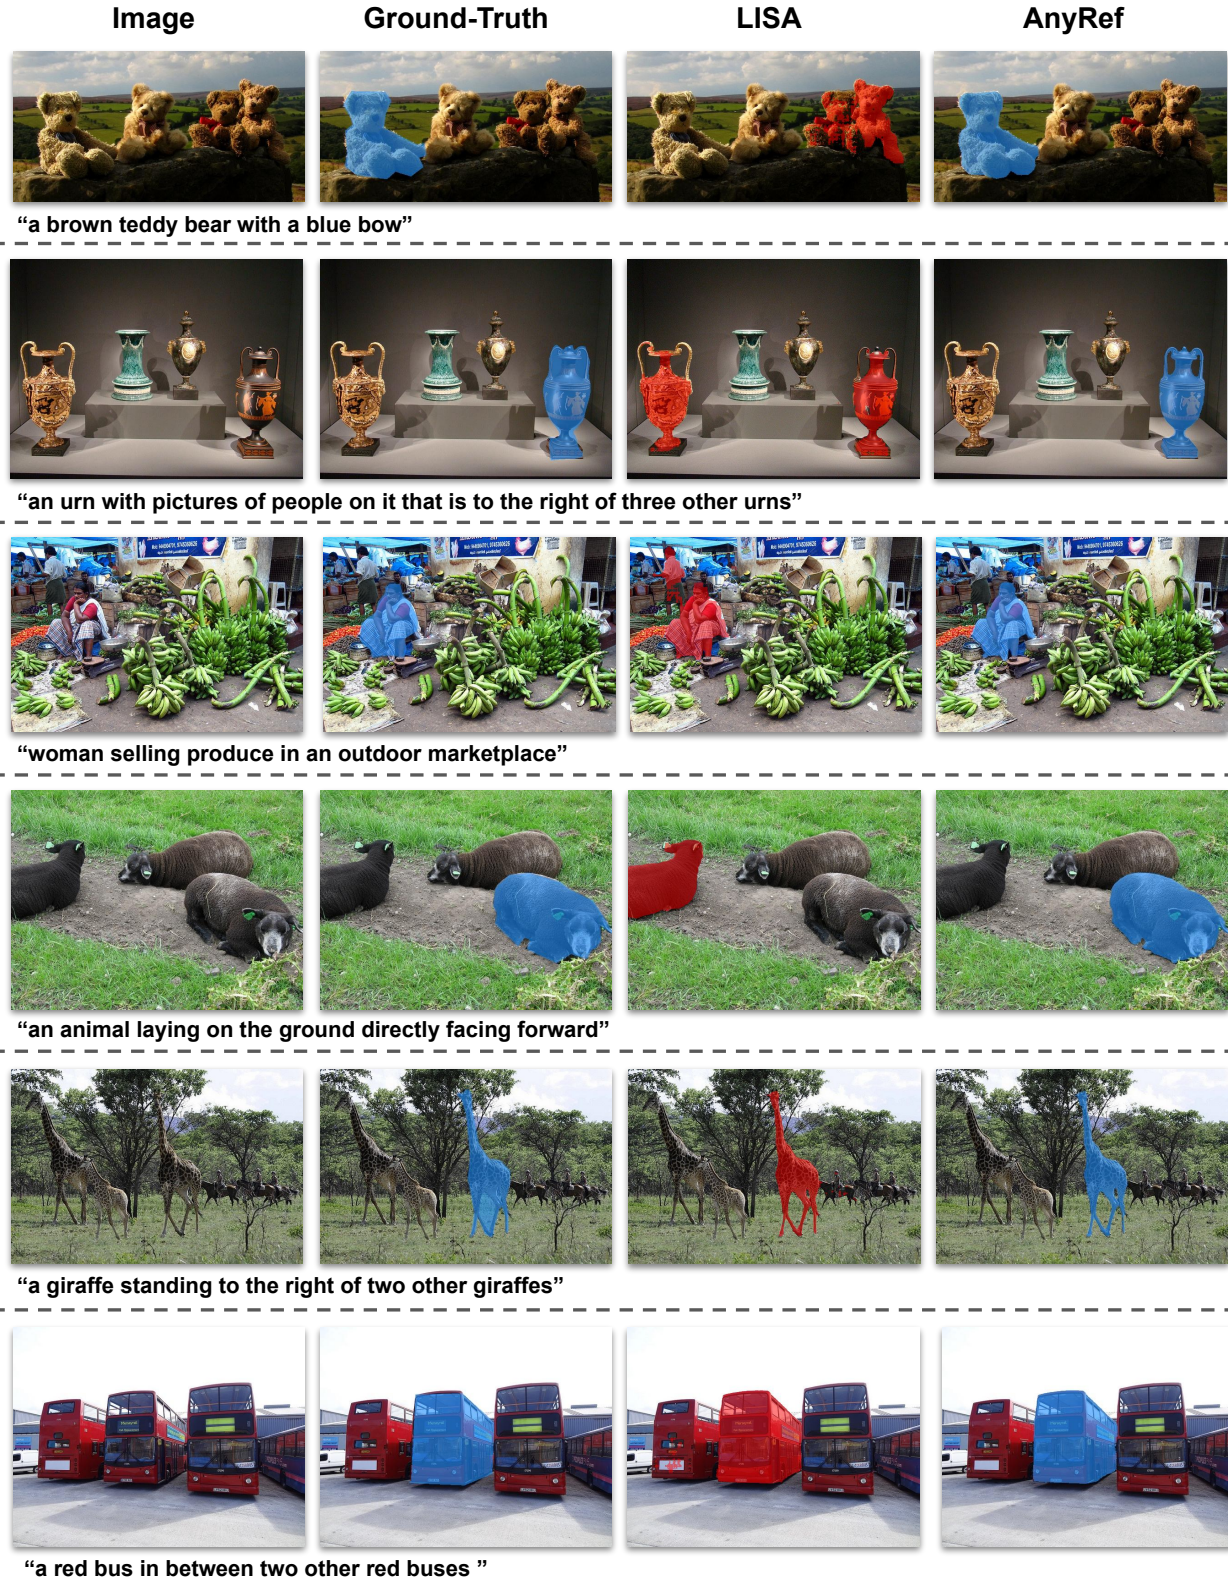 Image Ground-Truth LISA AnyRef
“a brown teddy bear with a blue bow”
“an urn with pictures of people on it that is to the right of three other urns”
“woman selling produce in an outdoor marketplace”
“an animal laying on the ground directly facing forward”
“a giraffe standing to the right of two other giraffes”
“a red bus in between two other red buses ”